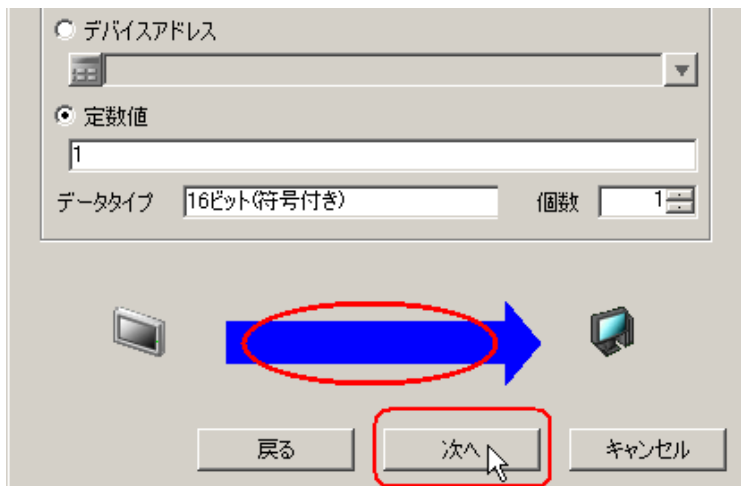 デバイスアドレス
定数値
1
データタイプ 16ビット(符号付き) 個数 1
戻る 次へ キャンセル